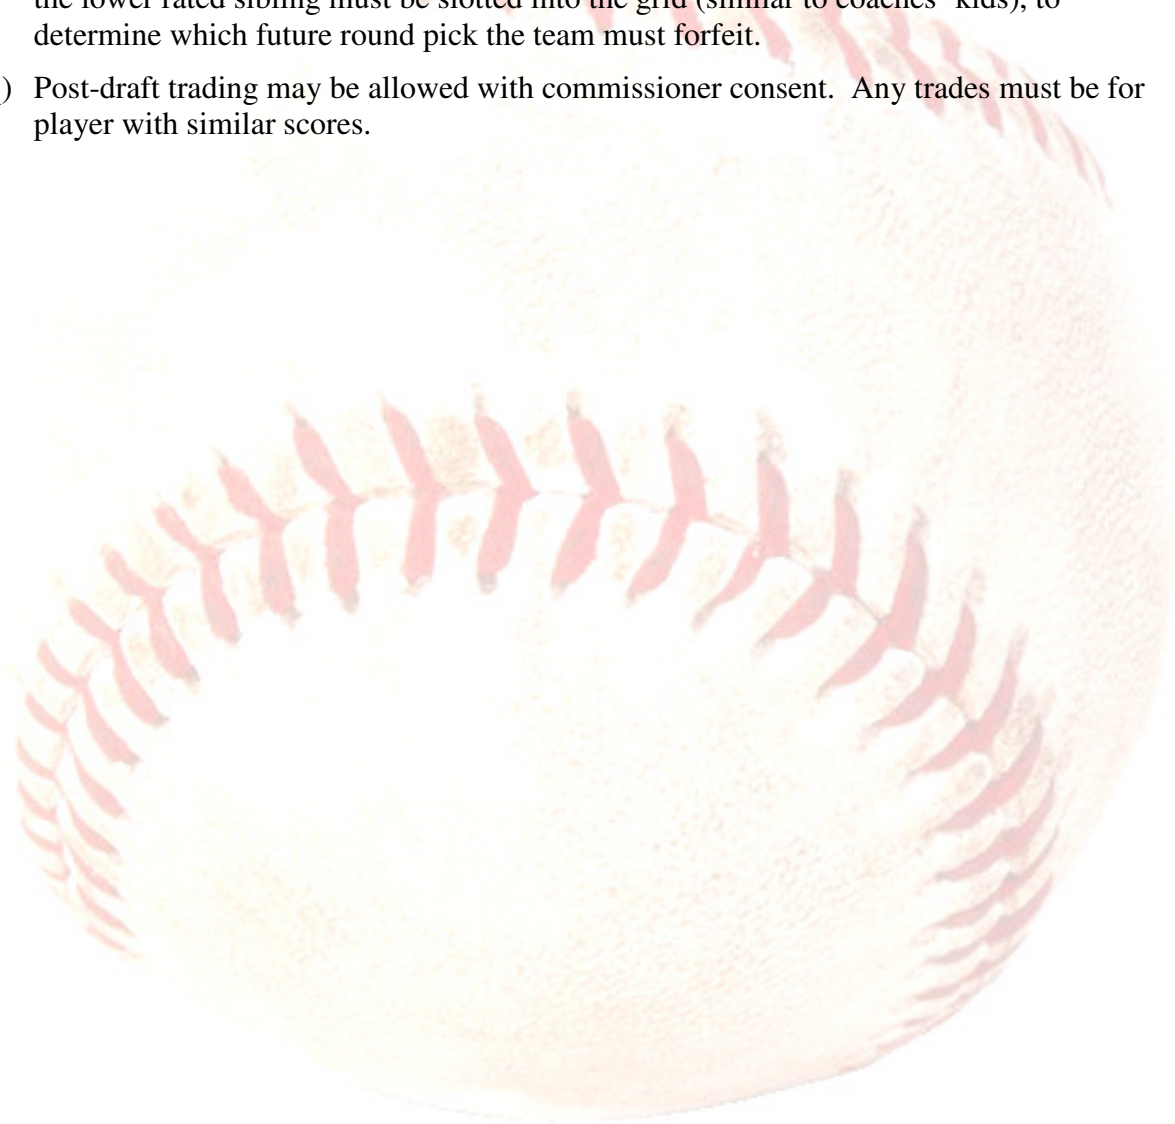 the lower rated sibling must be slotted into the grid (similar to coaches’ kids), to
determine which future round pick the team must forfeit.
) Post-draft trading may be allowed with commissioner consent.  Any trades must be for
player with similar scores.